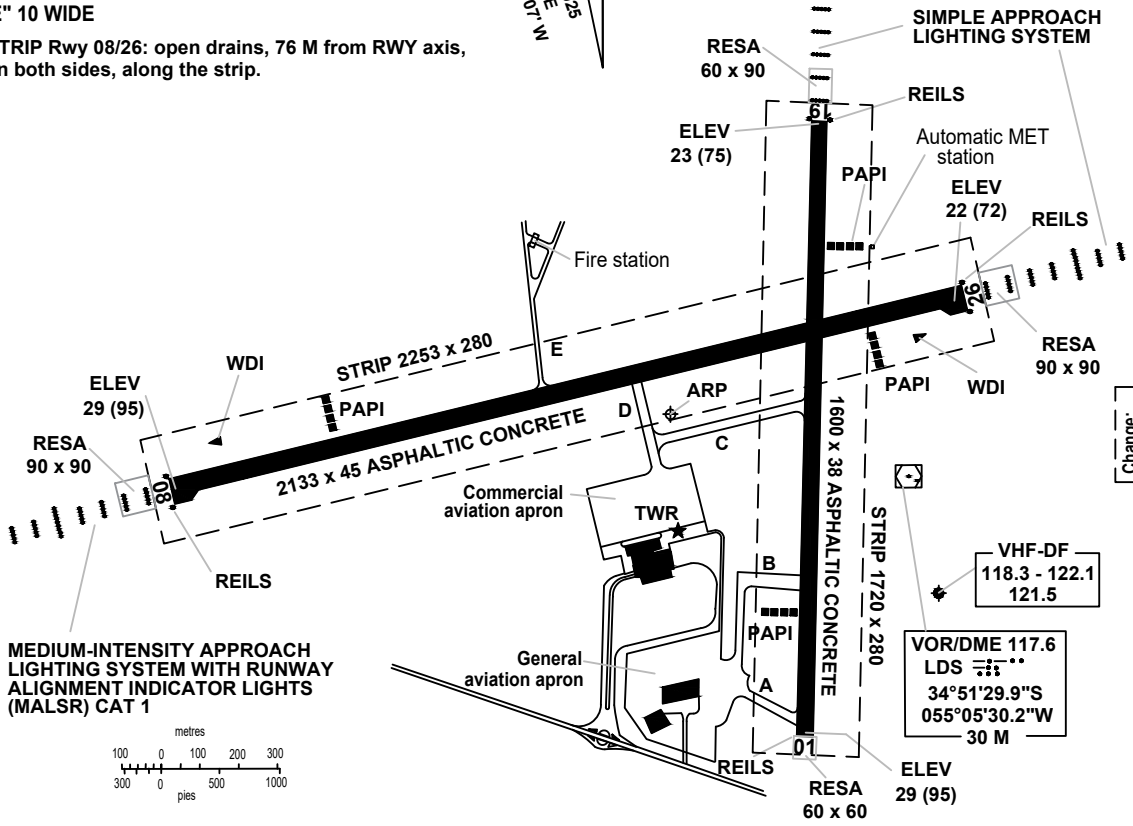 E" 10 WIDE
TRIP Rwy 08/26: open drains, 76 M from RWY axis,
n both sides, along the strip.
25
E
07' W
SIMPLE APPROACH
LIGHTING SYSTEM
RESA
60 x 90
REILS
19
ELEV
23 (75)
Automatic MET
station
PAPI
ELEV
22 (72)
REILS
Fire station
26
RESA
90 x 90
WDI
STRIP 2253 x 280
E
PAPI
WDI
ELEV
29 (95)
PAPI
ARP
D
RESA
90 x 90
08
2133 x 45 ASPHALTIC CONCRETE
C
1600 x 38 ASPHALTIC CONCRETE
Change:
Commercial
aviation apron
TWR
STRIP 1720 x 280
REILS
B
VHF-DF
118.3 - 122.1
121.5
PAPI
MEDIUM-INTENSITY APPROACH
LIGHTING SYSTEM WITH RUNWAY
ALIGNMENT INDICATOR LIGHTS
(MALSR) CAT 1
General
aviation apron
A
VOR/DME 117.6
LDS
34°51'29.9"S
055°05'30.2"W
30 M
metres
100 0 100 200 300
300 0 500 1000
pies
01
REILS
ELEV
29 (95)
RESA
60 x 60